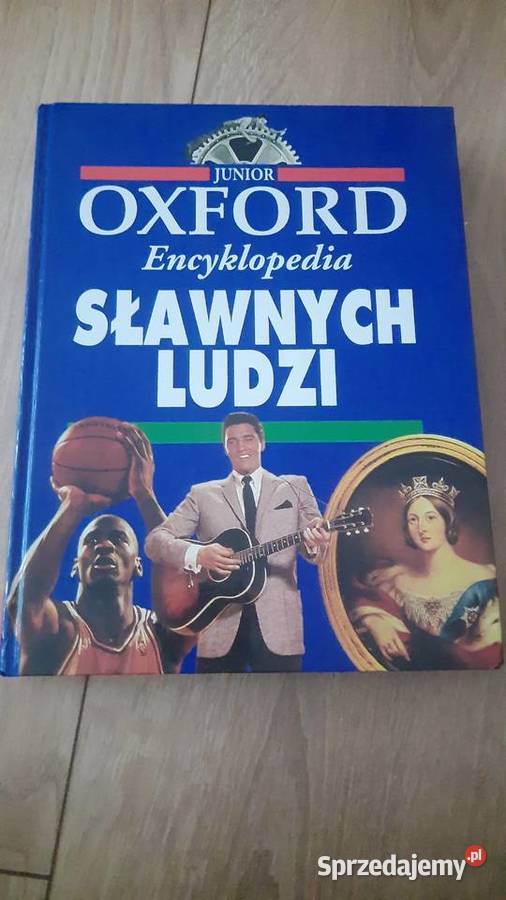 JUNIOR
OXFORD
Encyklopedia
SŁAWNYCH
LUDZI
Sprzedajemy.pl